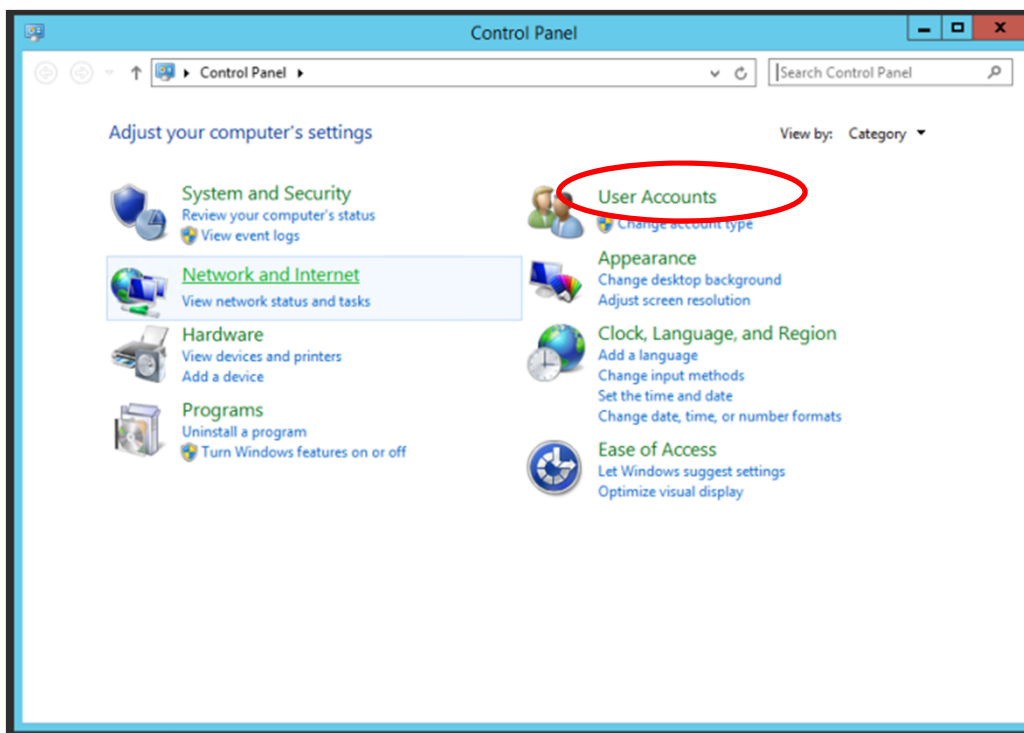 Control Panel
Control Panel
Search Control Panel
Adjust your computer's settings
View by: Category
System and Security
Review your computer's status
View event logs
Network and Internet
View network status and tasks
Hardware
View devices and printers
Add a device
Programs
Uninstall a program
Turn Windows features on or off
User Accounts
Change account type
Appearance
Change desktop background
Adjust screen resolution
Clock, Language, and Region
Add a language
Change input methods
Set the time and date
Change date, time, or number formats
Ease of Access
Let Windows suggest settings
Optimize visual display